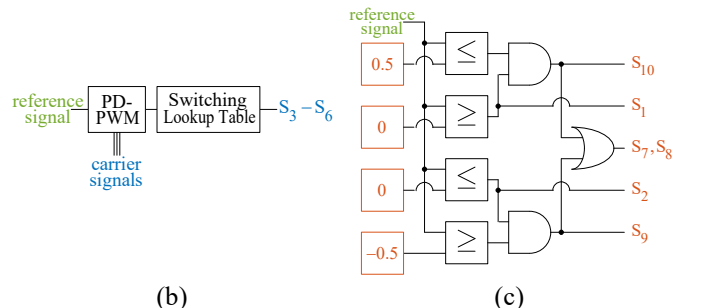 reference
signal
PD-
PWM
Switching
Lookup Table
S3 – S6
carrier
signals
(b)
reference
signal
0.5
≤
S10
0
≥
S1
S7, S8
0
≤
S2
−0.5
≥
S9
(c)